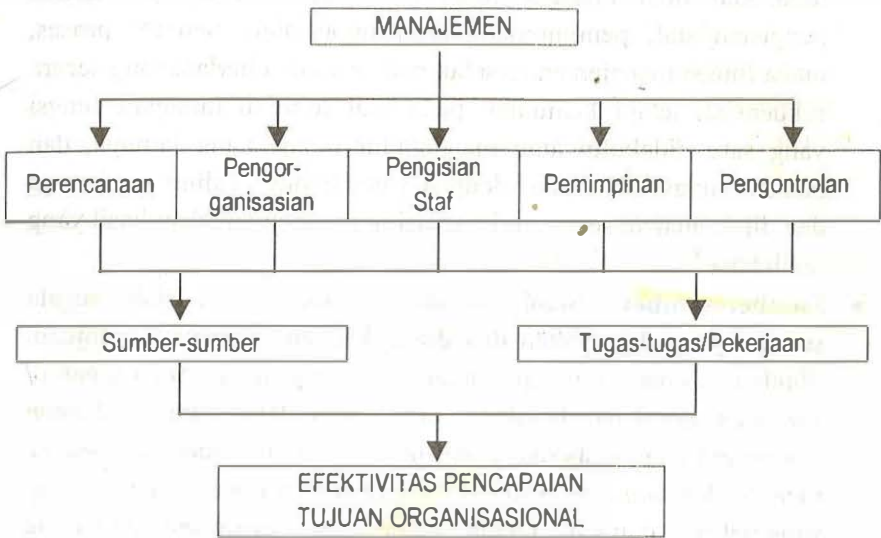 MANAJEMEN
Perencanaan
Pengor-
ganisasian
Pengisian
Staf
Pemimpinan
Pengontrolan
Sumber-sumber
Tugas-tugas/Pekerjaan
EFEKTIVITAS PENCAPAIAN
TUJUAN ORGANISASIONAL